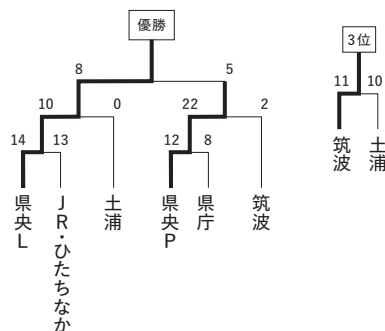 優勝
3位
8 5
11 10
10 0 22 2
14 13 12 8
県央L
JR・ひたちなか
土浦
県央P
県庁
筑波
筑波
土浦